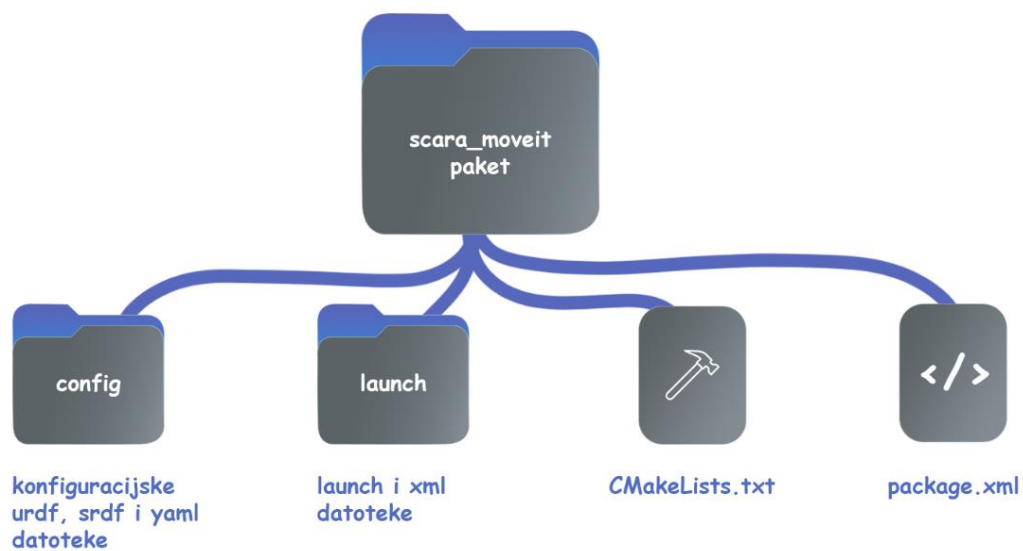 scara_moveit
paket
config
launch
</>
konfiguracijske
urdf, srdf i yaml
datoteke
launch i xml
datoteke
CMakeLists.txt
package.xml